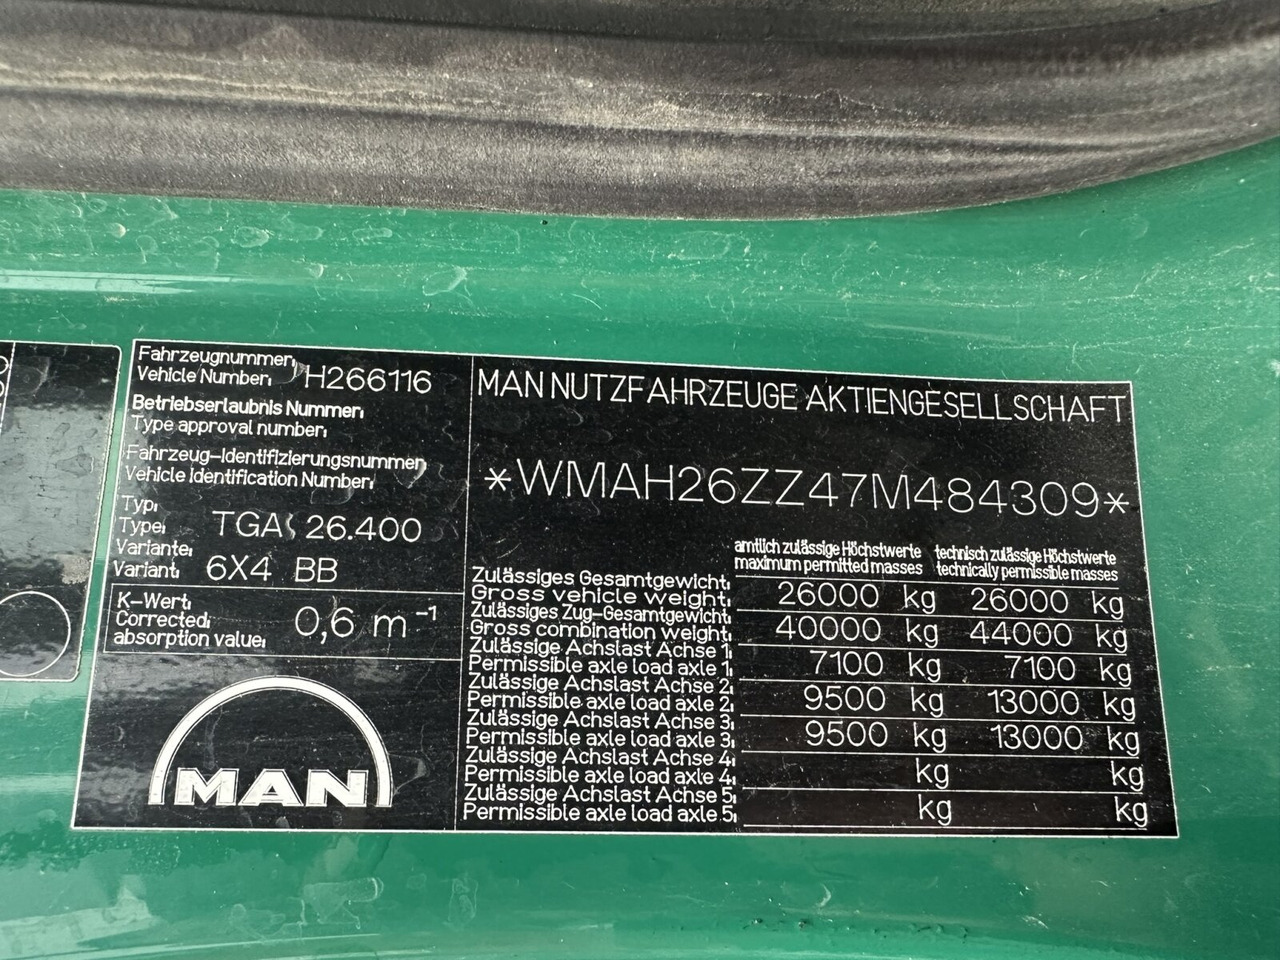 Fahrzeugnummer:
Vehicle Number: H266116
Betriebserlaubnis Nummer:
Type approval number:
Fahrzeug-Identifizierungsnummer
Vehicle Identification Number:
Typ:
Type: TGA 26.400
Variante:
Variant: 6X4 BB
K-Wert:
Corrected:
absorption value: 0,6 m⁻¹
MAN
MAN NUTZFAHRZEUGE AKTIENGESELLSCHAFT
*WMAH26ZZ47M484309*
amtlich zulässige Höchstwerte technisch zulässige Höchstwerte
maximum permitted masses technically permissible masses
Zulässiges Gesamtgewicht:
Gross vehicle weight: 26000 kg 26000 kg
Zulässiges Zug-Gesamtgewicht:
Gross combination weight: 40000 kg 44000 kg
Zulässige Achslast Achse 1:
Permissible axle load axle 1: 7100 kg 7100 kg
Zulässige Achslast Achse 2:
Permissible axle load axle 2: 9500 kg 13000 kg
Zulässige Achslast Achse 3:
Permissible axle load axle 3: 9500 kg 13000 kg
Zulässige Achslast Achse 4:
Permissible axle load axle 4: kg kg
Zulässige Achslast Achse 5:
Permissible axle load axle 5: kg kg